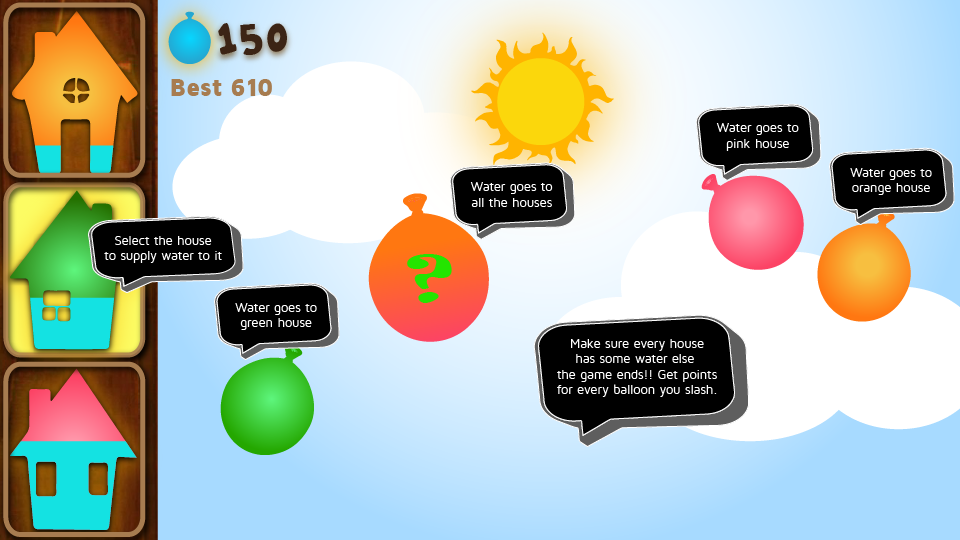 150
Best 610
Water goes to
pink house
Water goes to
orange house
Water goes to
all the houses
Select the house
to supply water to it
Water goes to
green house
?
Make sure every house
has some water else
the game ends!! Get points
for every balloon you slash.